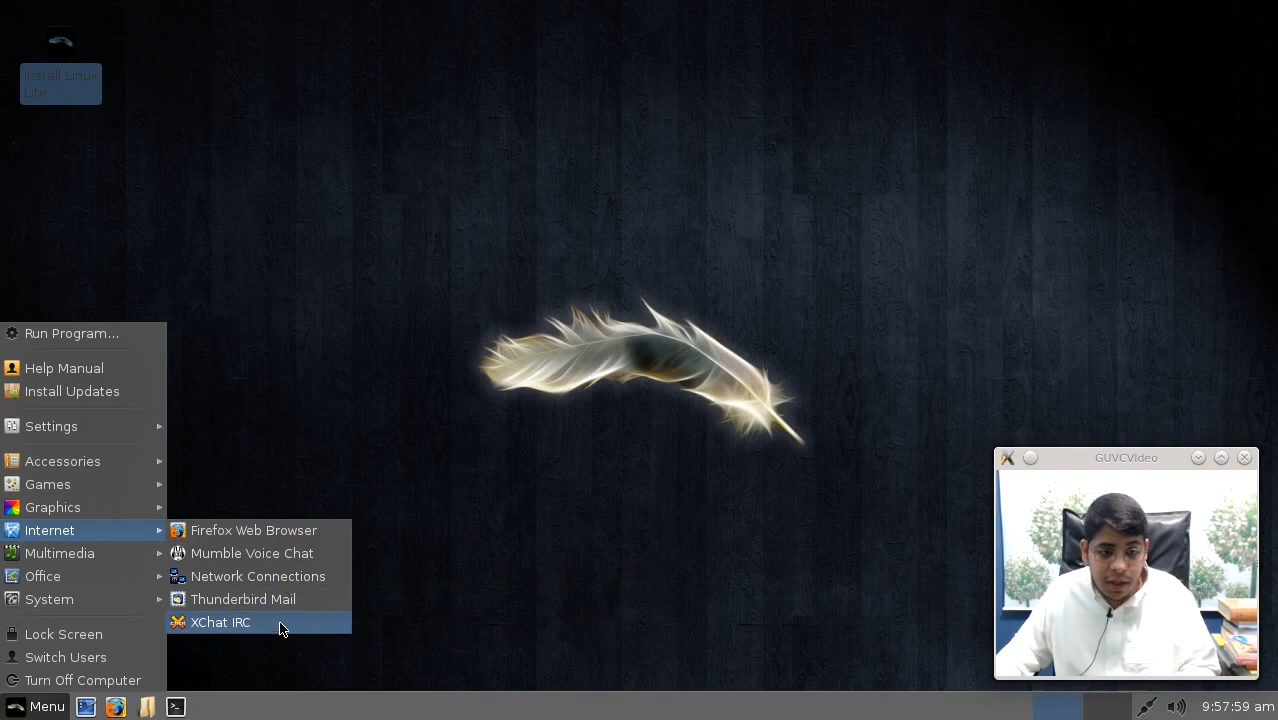 Install Linux
Lite
Run Program...
Help Manual
Install Updates
Settings
Accessories
Games
Graphics
Internet
Multimedia
Office
System
Lock Screen
Switch Users
Turn Off Computer
Firefox Web Browser
Mumble Voice Chat
Network Connections
Thunderbird Mail
XChat IRC
GUVCVIdeo
Menu
9:57:59 am